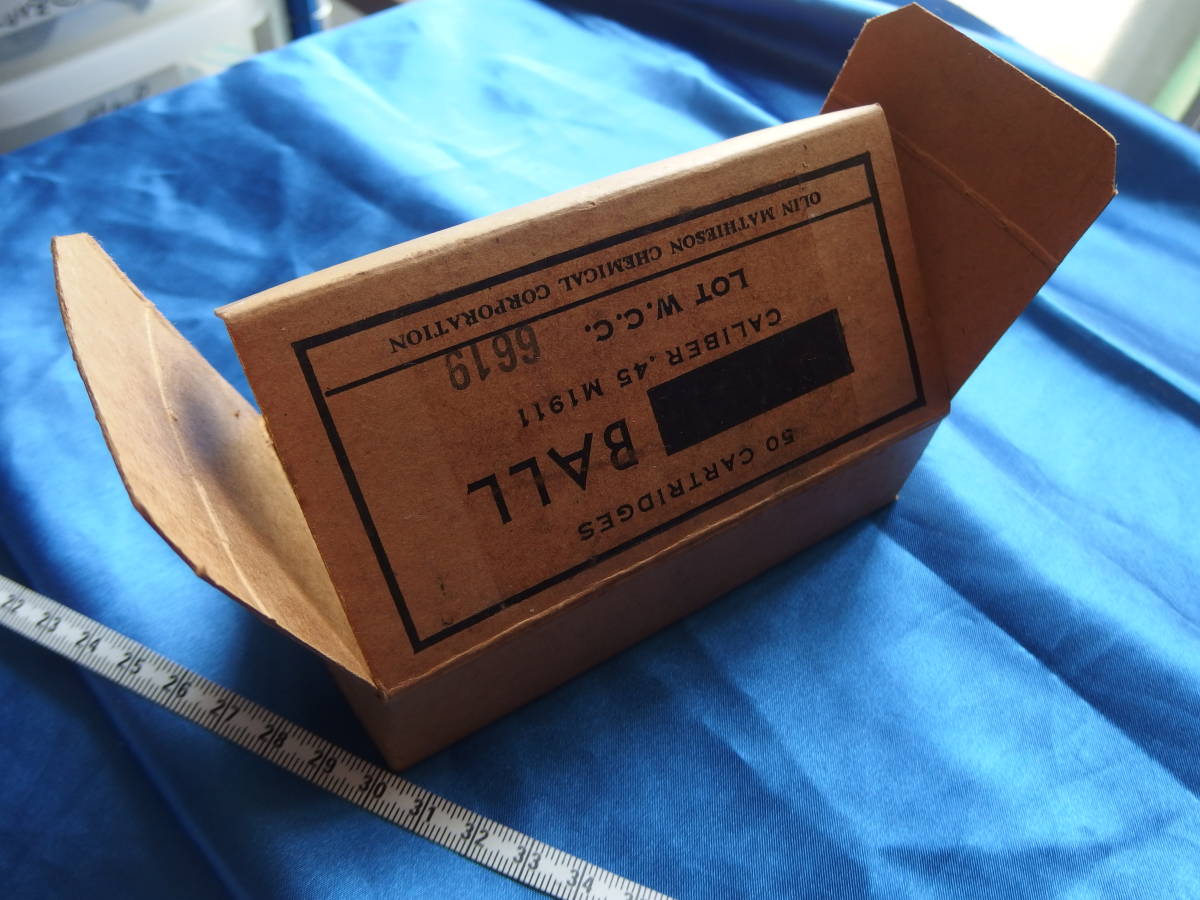 50 CARTRIDGES
BALL
CALIBER .45 M1911
LOT W.C.C. 6619
OLIN MATHIESON CHEMICAL CORPORATION
22 23 24 25 26 27 28 29 30 31 32 33 34